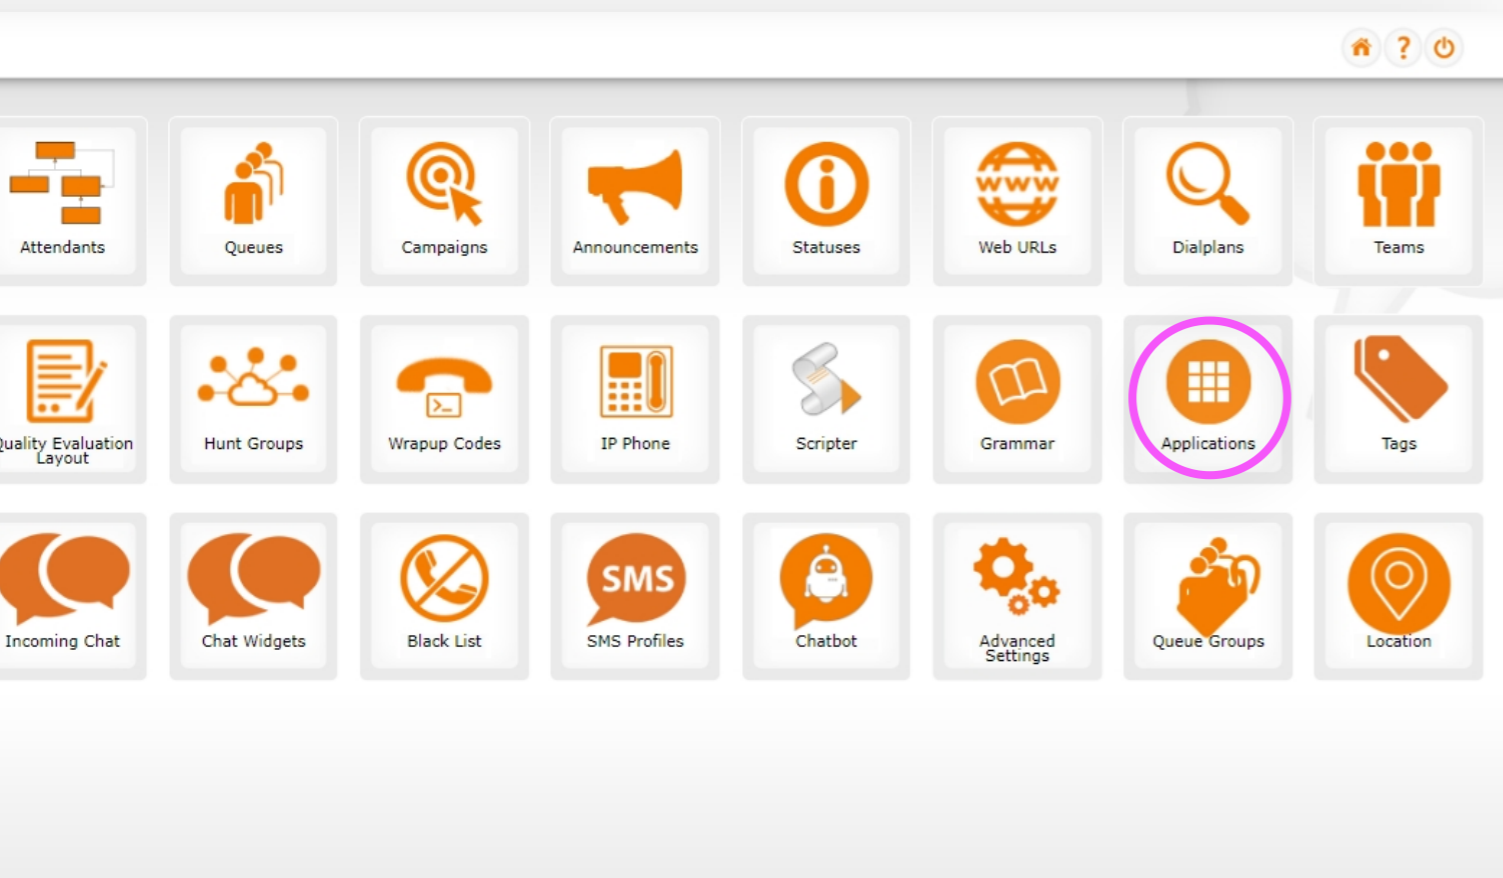 ?
www
Attendants
Queues
Campaigns
Announcements
Statuses
Web URLs
Dialplans
Teams
>_
uality Evaluation
Layout
Hunt Groups
Wrapup Codes
IP Phone
Scripter
Grammar
Applications
Tags
SMS
Incoming Chat
Chat Widgets
Black List
SMS Profiles
Chatbot
Advanced
Settings
Queue Groups
Location